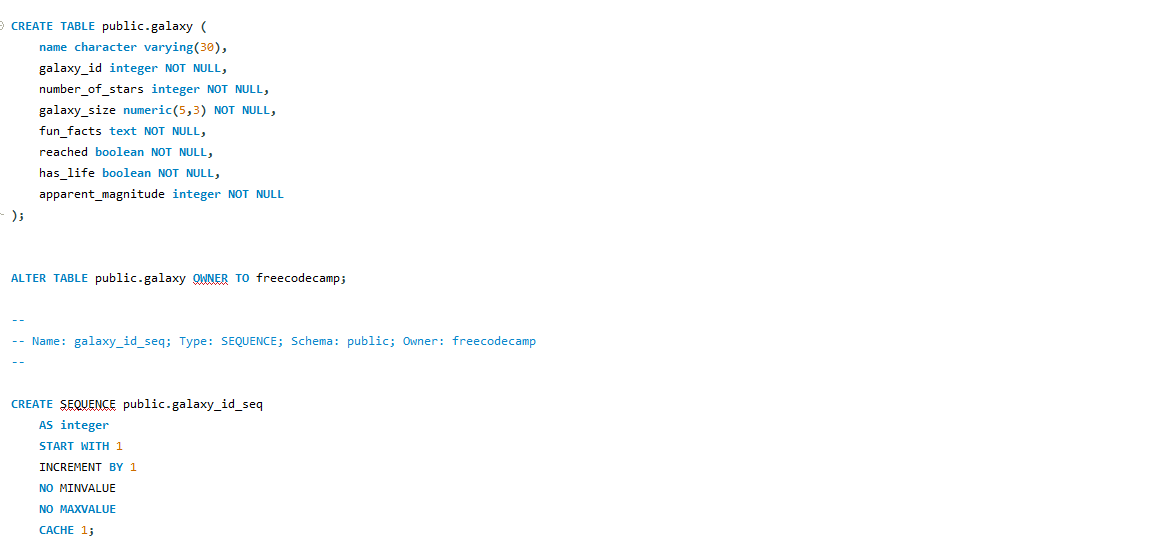 CREATE TABLE public.galaxy (
    name character varying(30),
    galaxy_id integer NOT NULL,
    number_of_stars integer NOT NULL,
    galaxy_size numeric(5,3) NOT NULL,
    fun_facts text NOT NULL,
    reached boolean NOT NULL,
    has_life boolean NOT NULL,
    apparent_magnitude integer NOT NULL
);
ALTER TABLE public.galaxy OWNER TO freecodecamp;
--
-- Name: galaxy_id_seq; Type: SEQUENCE; Schema: public; Owner: freecodecamp
--
CREATE SEQUENCE public.galaxy_id_seq
    AS integer
    START WITH 1
    INCREMENT BY 1
    NO MINVALUE
    NO MAXVALUE
    CACHE 1;